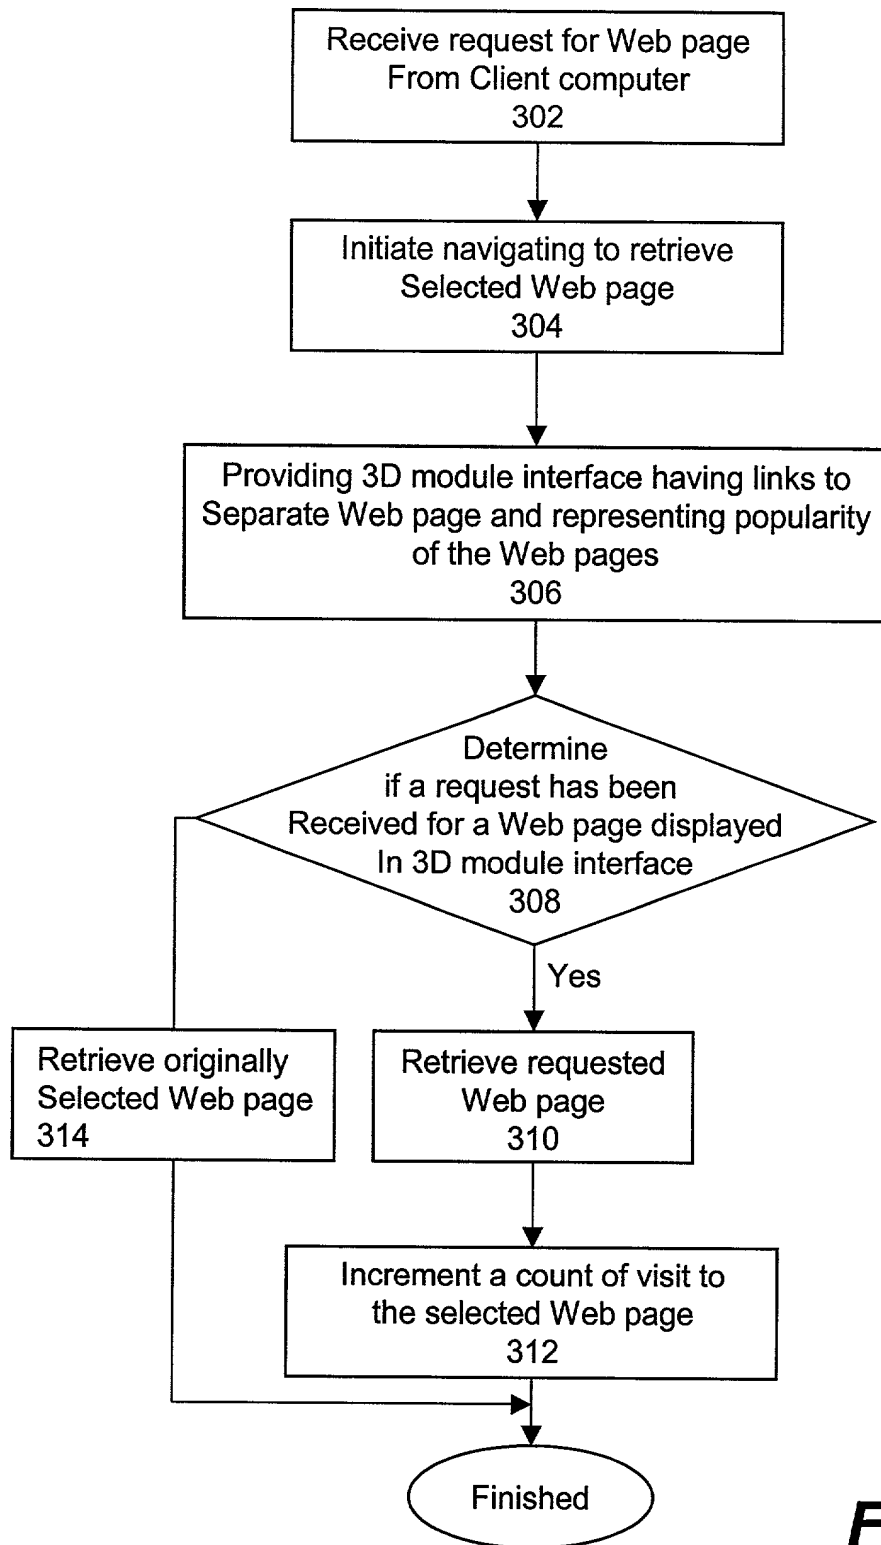 Receive request for Web page
From Client computer
302
Initiate navigating to retrieve
Selected Web page
304
Providing 3D module interface having links to
Separate Web page and representing popularity
of the Web pages
306
Determine
if a request has been
Received for a Web page displayed
In 3D module interface
308
Yes
Retrieve originally
Selected Web page
314
Retrieve requested
Web page
310
Increment a count of visit to
the selected Web page
312
Finished
F